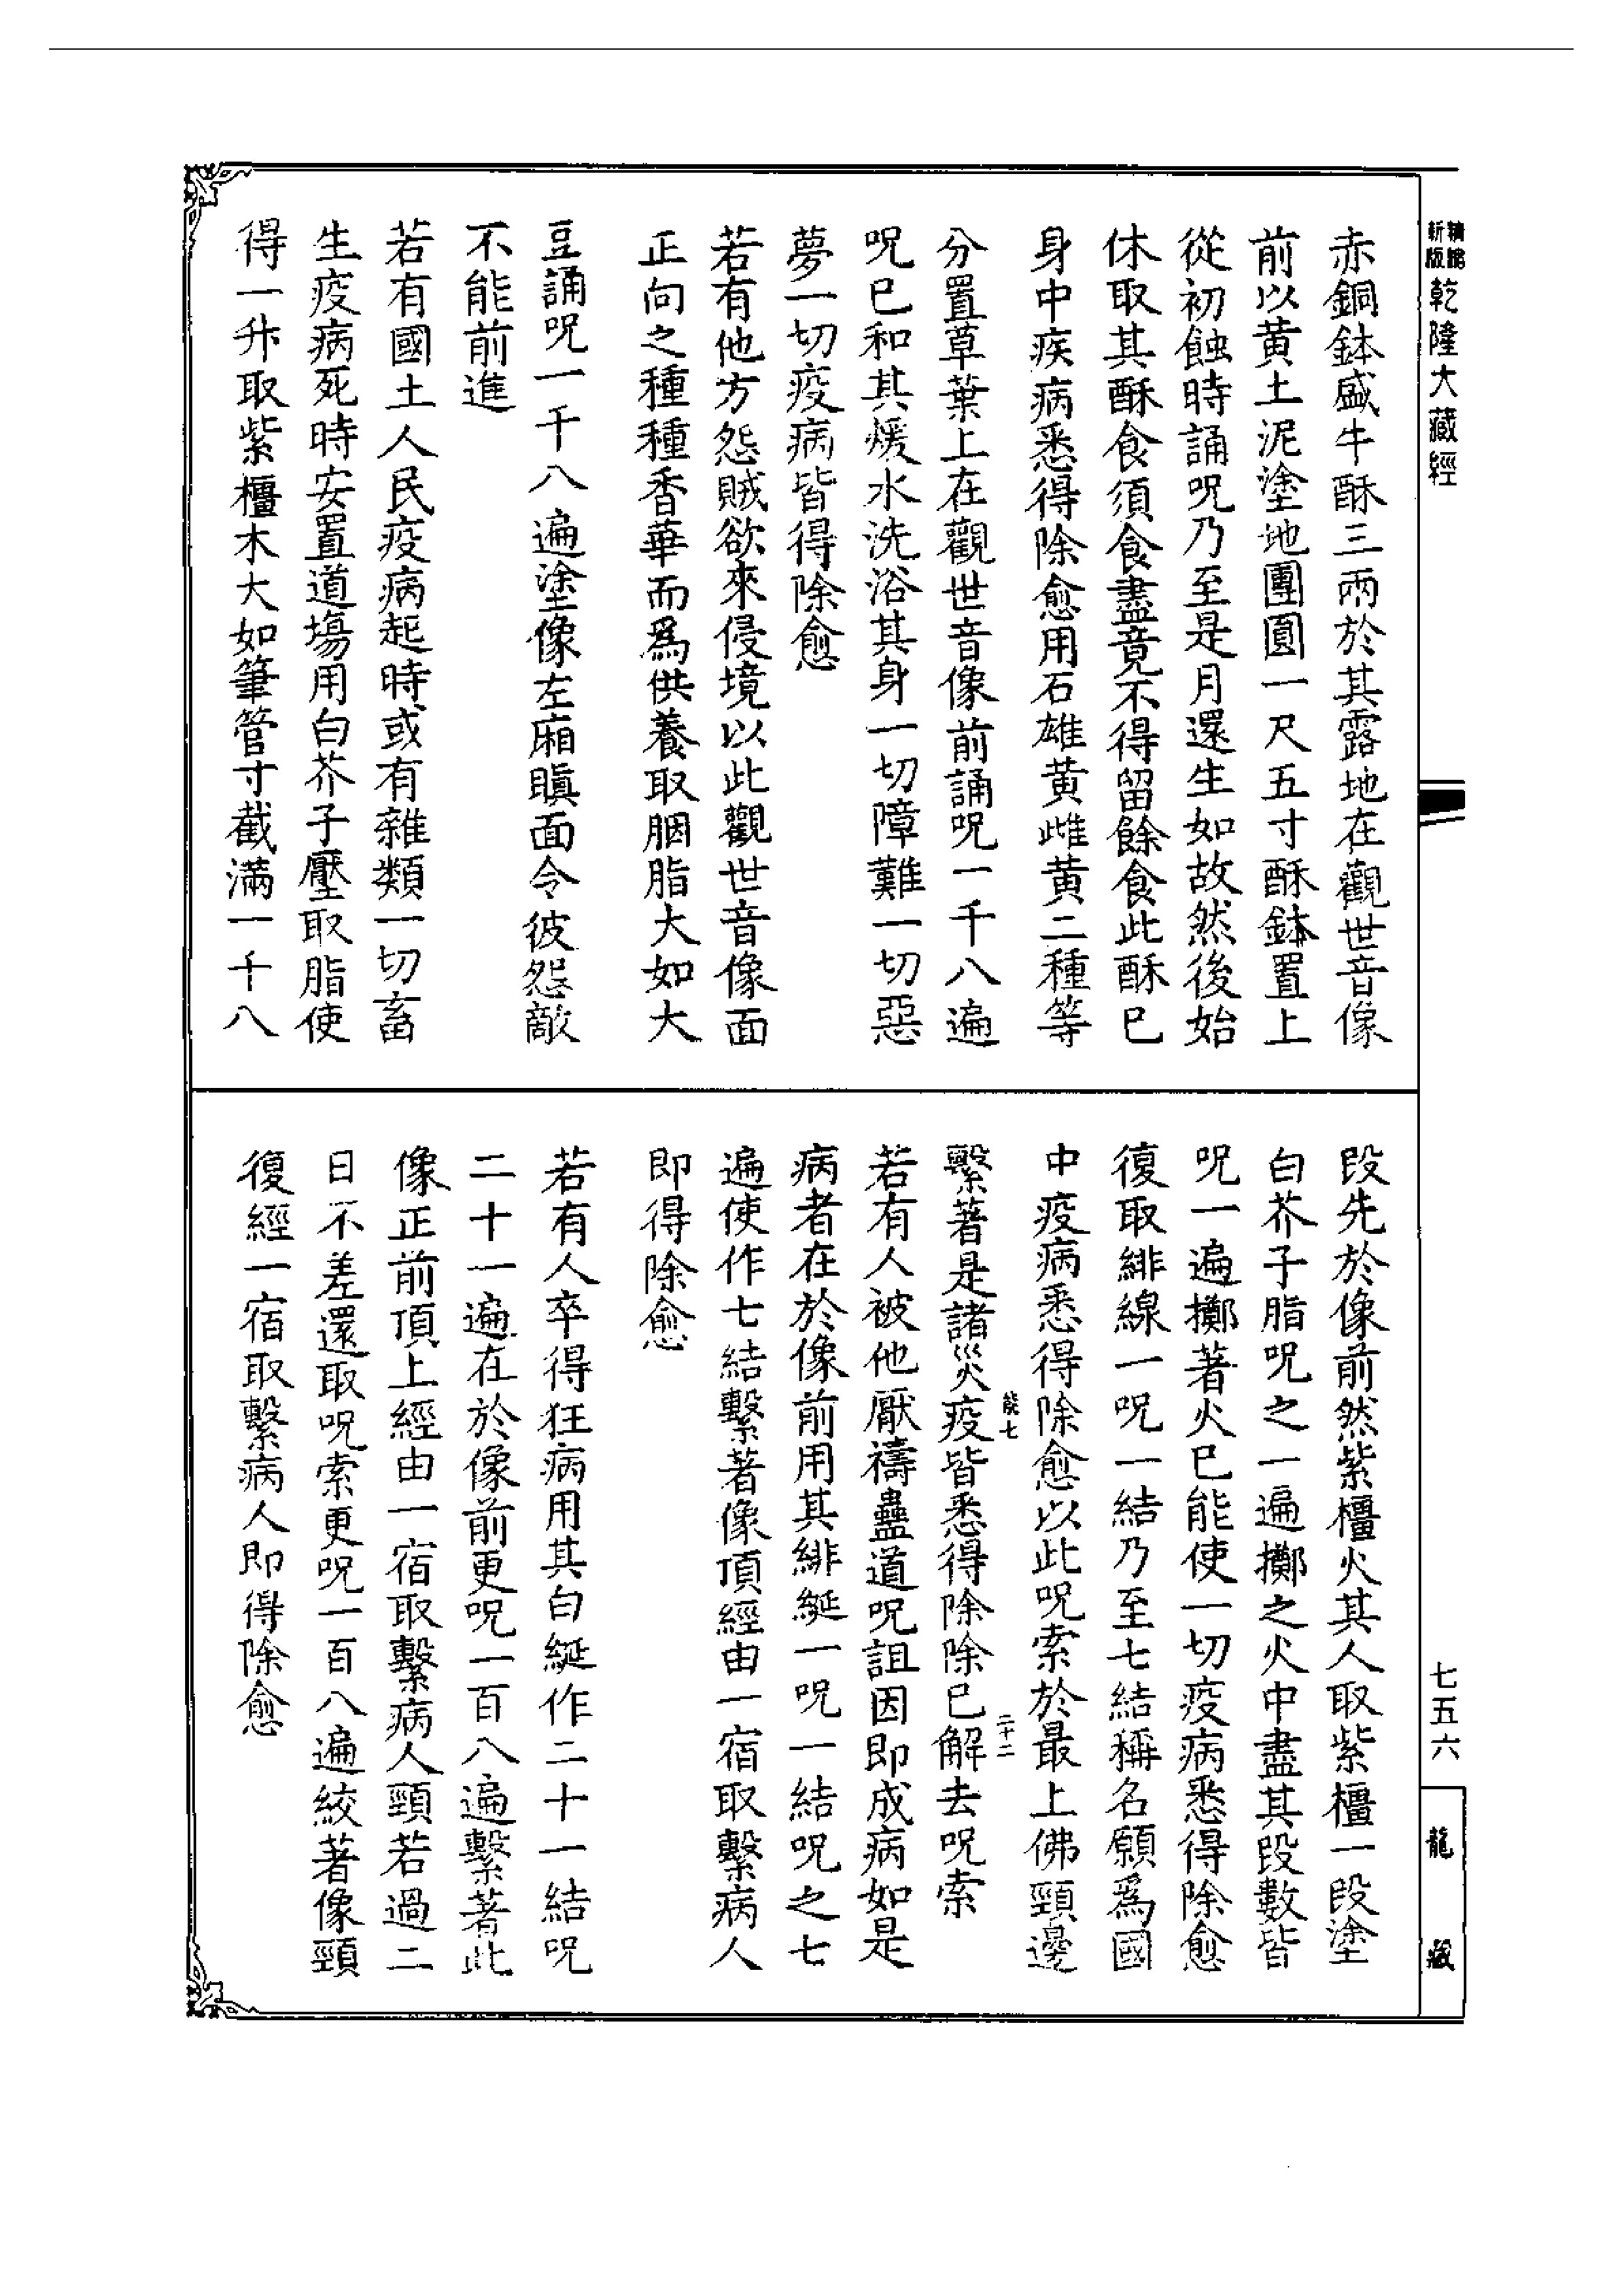 精鵰新版乾隆大藏經
赤銅鉢盛牛酥三兩於其露地在觀世音像
前以黄土泥塗地團圓一尺五寸酥鉢置上
從初蝕時誦呪乃至是月還生如故然後始
休取其酥食須食盡竟不得留餘食此酥已
身中疾病悉得除愈用石雄黄雌黄二種等
分置草葉上在觀世音像前誦呪一千八遍
呪已和其煖水洗浴其身一切障難一切惡
夢一切疫病皆得除愈
若有他方怨賊欲來侵境以此觀世音像面
正向之種種香華而爲供養取胭脂大如大
豆誦呪一千八遍塗像左廂瞋面令彼怨敵
不能前進
若有國土人民疫病起時或有雜類一切畜
生疫病死時安置道塲用白芥子壓取脂使
得一升取紫橿木大如筆管寸截滿一千八
段先於像前然紫橿火其人取紫橿一段塗
白芥子脂呪之一遍擲之火中盡其段數皆
呪一遍擲著火已能使一切疫病悉得除愈
復取緋線一呪一結乃至七結稱名願爲國
中疫病悉得除愈以此呪索於最上佛頸邊
能七
二十二
繫著是諸災疫皆悉得除除已解去呪索
若有人被他厭禱蠱道呪詛因即成病如是
病者在於像前用其緋綖一呪一結呪之七
遍使作七結繫著像頂經由一宿取繫病人
即得除愈
若有人卒得狂病用其白綖作二十一結呪
二十一遍在於像前更呪一百八遍繫著此
像正前頂上經由一宿取繫病人頸若過二
日不差還取呪索更呪一百八遍絞著像頸
復經一宿取繫病人即得除愈
七五六
龍藏